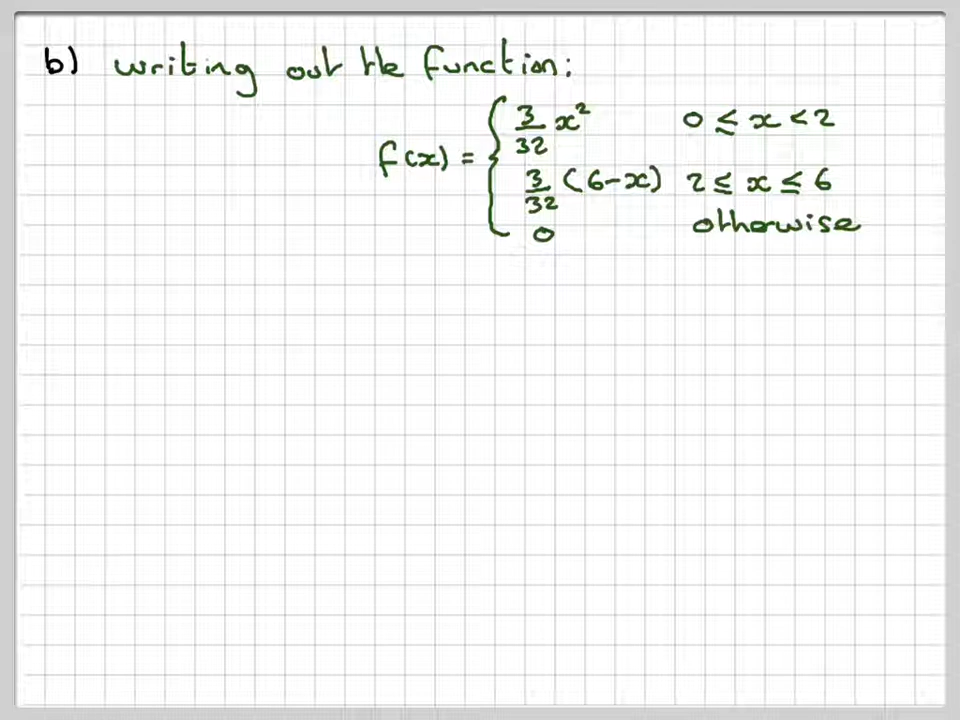 b) writing out the function:
f(x) = { 3/32 x² 0 ≤ x < 2
3/32 (6-x) 2 ≤ x ≤ 6
0 otherwise